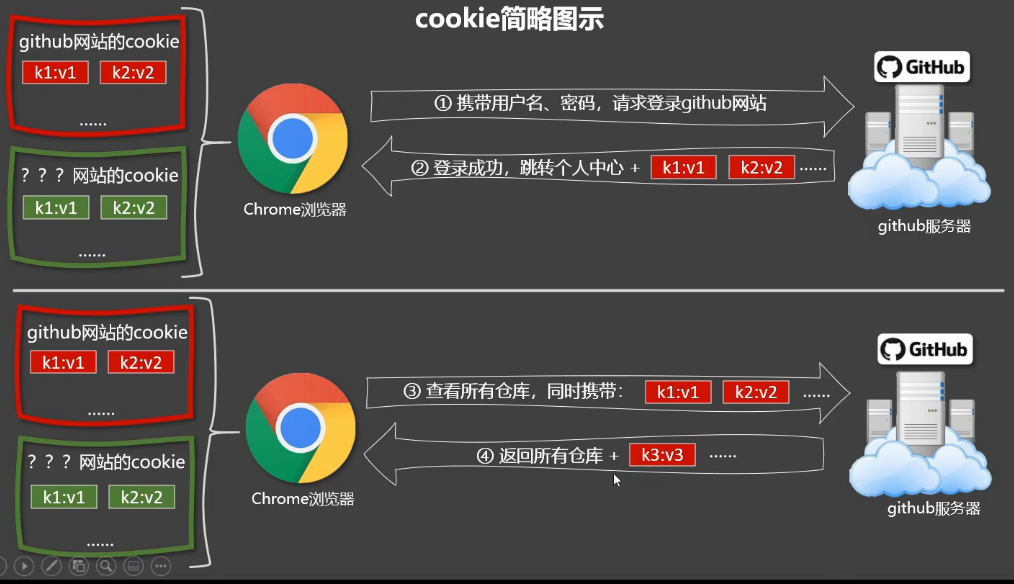 cookie简略图示
github网站的cookie
k1:v1 k2:v2
......
？？？网站的cookie
k1:v1 k2:v2
......
Chrome浏览器
① 携带用户名、密码，请求登录github网站
② 登录成功，跳转个人中心 + k1:v1 k2:v2 ......
GitHub
github服务器
github网站的cookie
k1:v1 k2:v2
......
？？？网站的cookie
k1:v1 k2:v2
......
Chrome浏览器
③ 查看所有仓库，同时携带： k1:v1 k2:v2 ......
④ 返回所有仓库 + k3:v3 ......
GitHub
github服务器